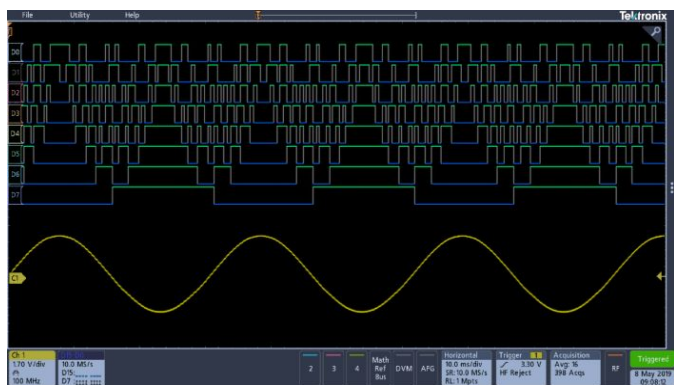 File Utility Help Tektronix
D0
D1
D2
D3
D4
D5
D6
D7
C1
Ch 1
1.70 V/div
100 MHz
10.0 MS/s
D15
D7
2 3 4
Math
Ref
Bus
DVM AFG
Horizontal
10.0 ms/div
SR: 10.0 MS/s
RL: 1 Mpts
Trigger 1
3.30 V
HF Reject
Acquisition
Avg: 16
398 Acqs
RF
Triggered
8 May 2019
09:08:12